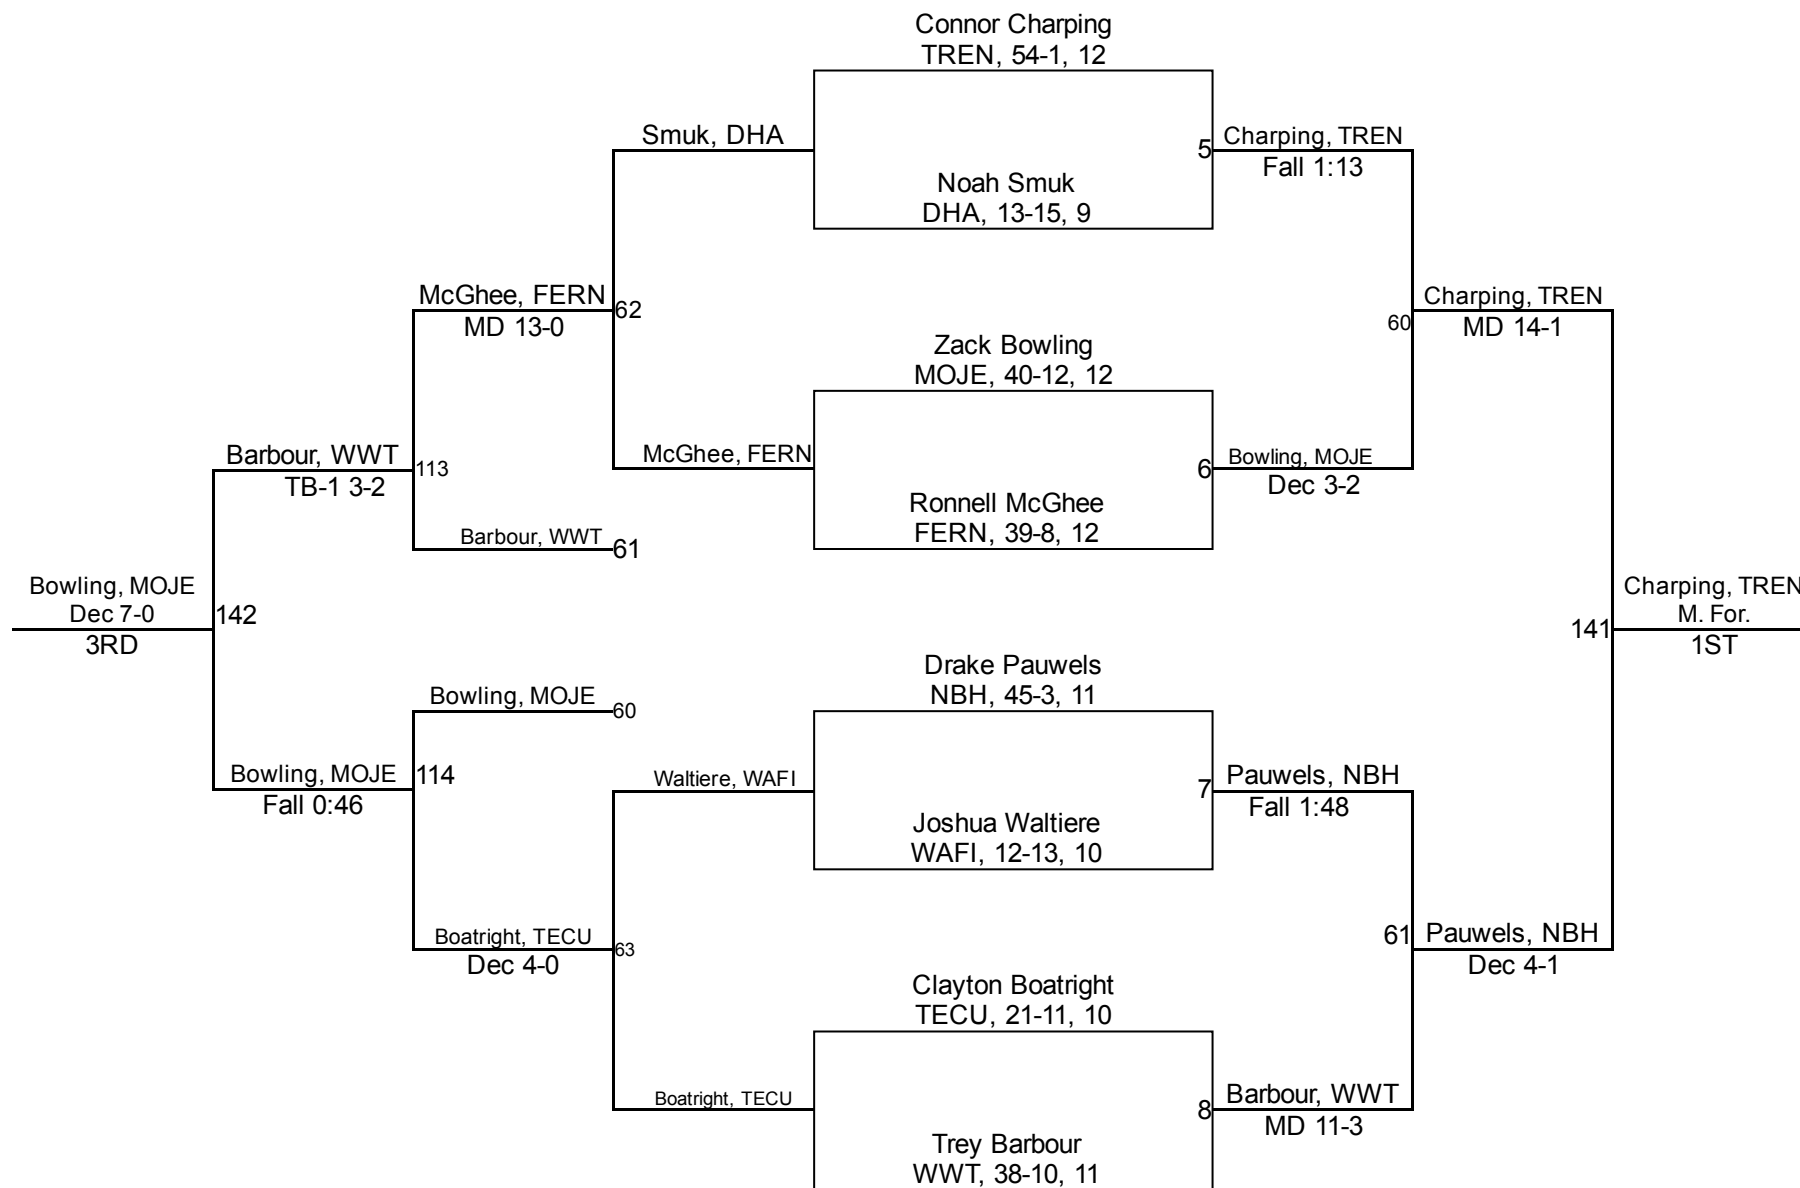 Connor Charping
TREN, 54-1, 12
Smuk, DHA
5
Charping, TREN
Fall 1:13
Noah Smuk
DHA, 13-15, 9
McGhee, FERN
MD 13-0
62
60
Charping, TREN
MD 14-1
Zack Bowling
MOJE, 40-12, 12
Barbour, WWT
TB-1 3-2
113
McGhee, FERN
6
Bowling, MOJE
Dec 3-2
Ronnell McGhee
FERN, 39-8, 12
Barbour, WWT
61
Bowling, MOJE
Dec 7-0
3RD
142
141
Charping, TREN
M. For.
1ST
Drake Pauwels
NBH, 45-3, 11
Bowling, MOJE
60
Bowling, MOJE
Fall 0:46
114
Waltiere, WAFI
7
Pauwels, NBH
Fall 1:48
Joshua Waltiere
WAFI, 12-13, 10
Boatright, TECU
Dec 4-0
63
61
Pauwels, NBH
Dec 4-1
Clayton Boatright
TECU, 21-11, 10
Boatright, TECU
8
Barbour, WWT
MD 11-3
Trey Barbour
WWT, 38-10, 11